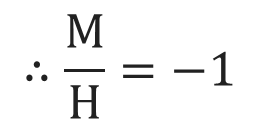 ∴ M/H = −1